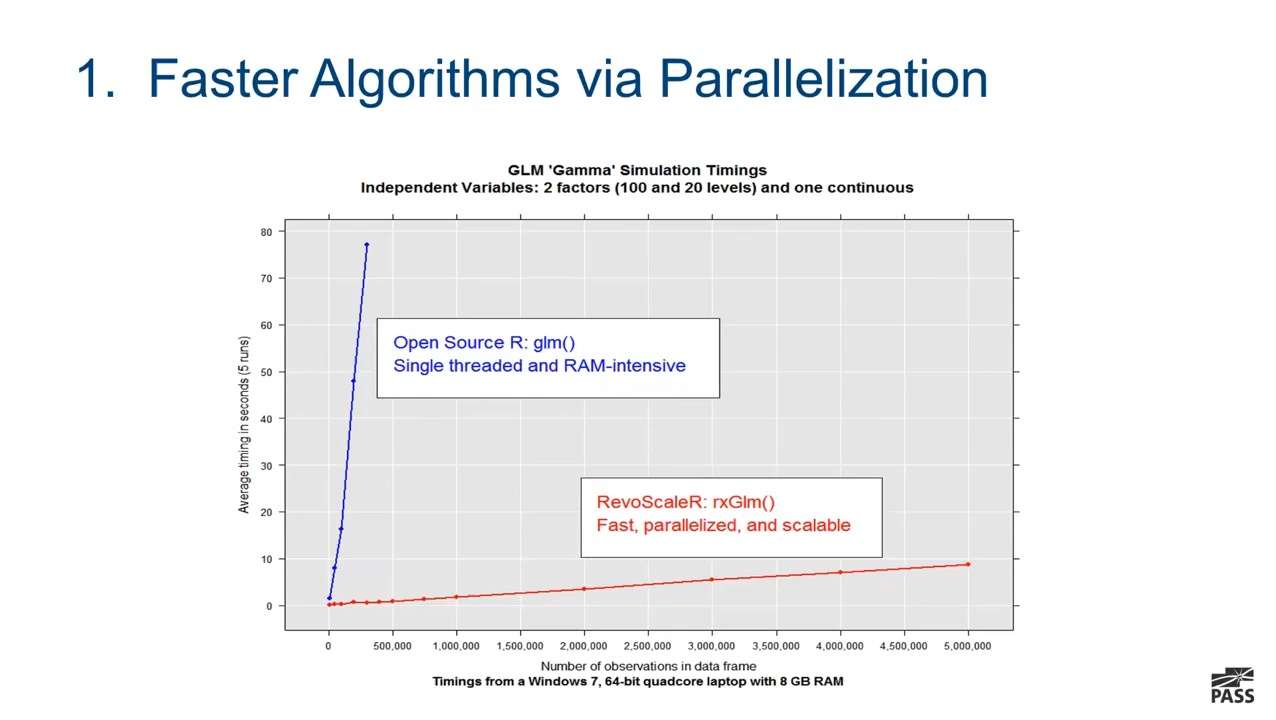 1. Faster Algorithms via Parallelization
GLM 'Gamma' Simulation Timings
Independent Variables: 2 factors (100 and 20 levels) and one continuous
80
70
60
50
40
30
20
10
0
Average timing in seconds (5 runs)
Open Source R: glm()
Single threaded and RAM-intensive
RevoScaleR: rxGlm()
Fast, parallelized, and scalable
0 500,000 1,000,000 1,500,000 2,000,000 2,500,000 3,000,000 3,500,000 4,000,000 4,500,000 5,000,000
Number of observations in data frame
Timings from a Windows 7, 64-bit quadcore laptop with 8 GB RAM
PASS